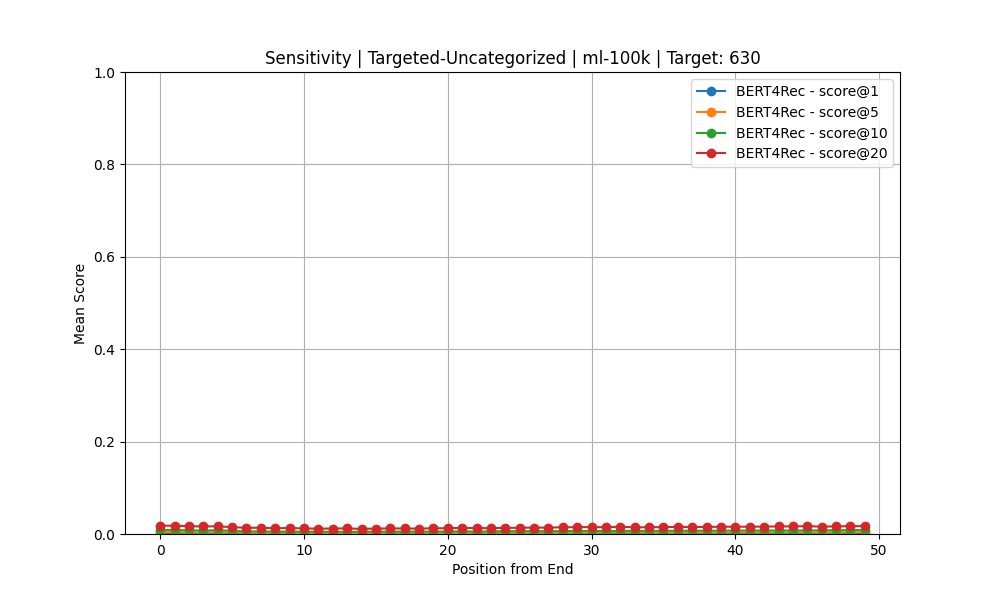 Sensitivity | Targeted-Uncategorized | ml-100k | Target: 630
1.0
BERT4Rec - score@1
BERT4Rec - score@5
BERT4Rec - score@10
BERT4Rec - score@20
0.8
0.6
Mean Score
0.4
0.2
0.0
0 10 20 30 40 50
Position from End